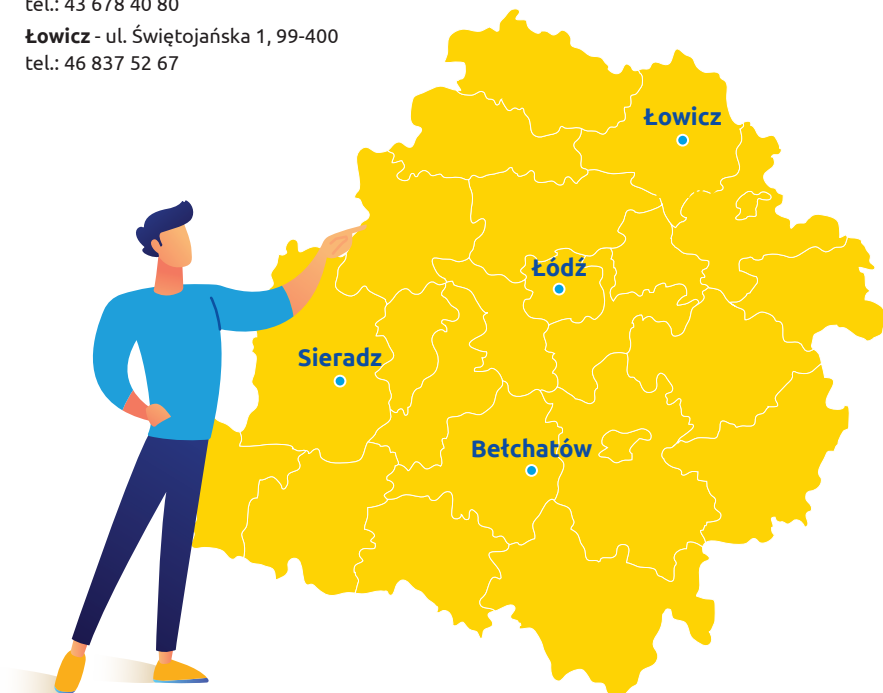 tel.: 43 678 40 80
Łowicz - ul. Świętojańska 1, 99-400
tel.: 46 837 52 67
Łowicz
Łódź
Sieradz
Bełchatów